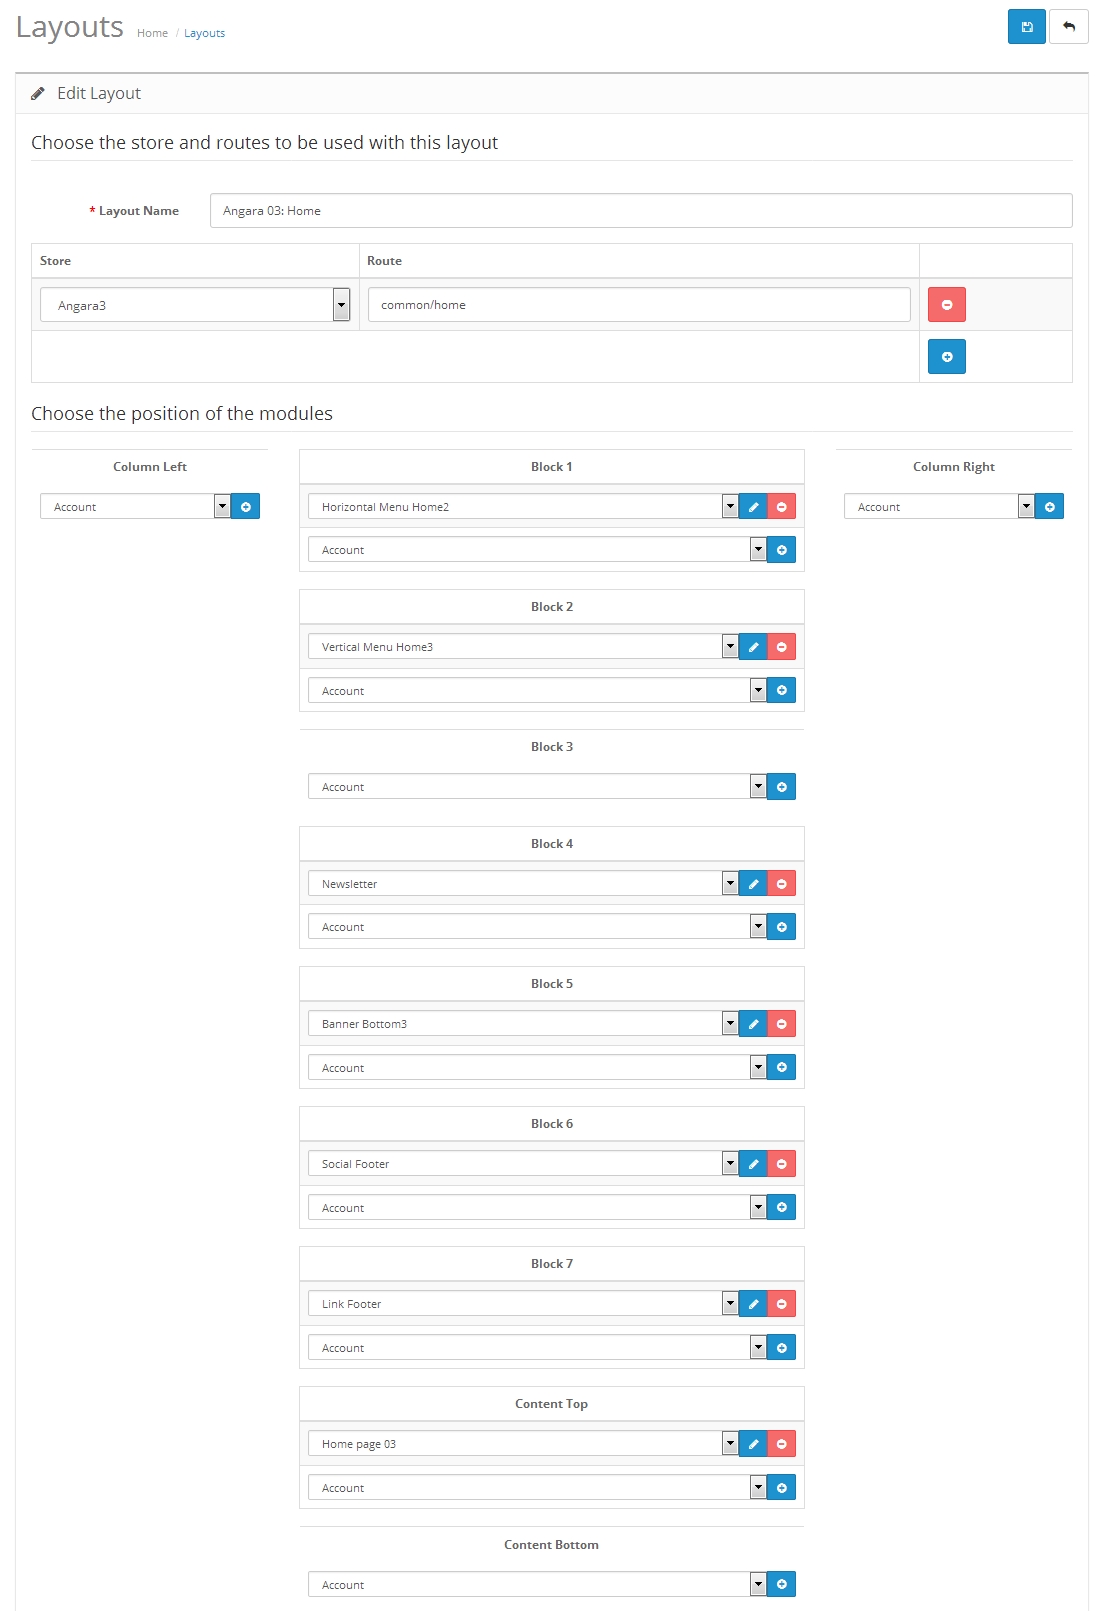 Layouts Home / Layouts
Edit Layout
Choose the store and routes to be used with this layout
* Layout Name Angara 03: Home
Store Route
Angara3 common/home
Choose the position of the modules
Column Left Block 1 Column Right
Account Horizontal Menu Home2 Account
Account
Block 2
Vertical Menu Home3
Account
Block 3
Account
Block 4
Newsletter
Account
Block 5
Banner Bottom3
Account
Block 6
Social Footer
Account
Block 7
Link Footer
Account
Content Top
Home page 03
Account
Content Bottom
Account